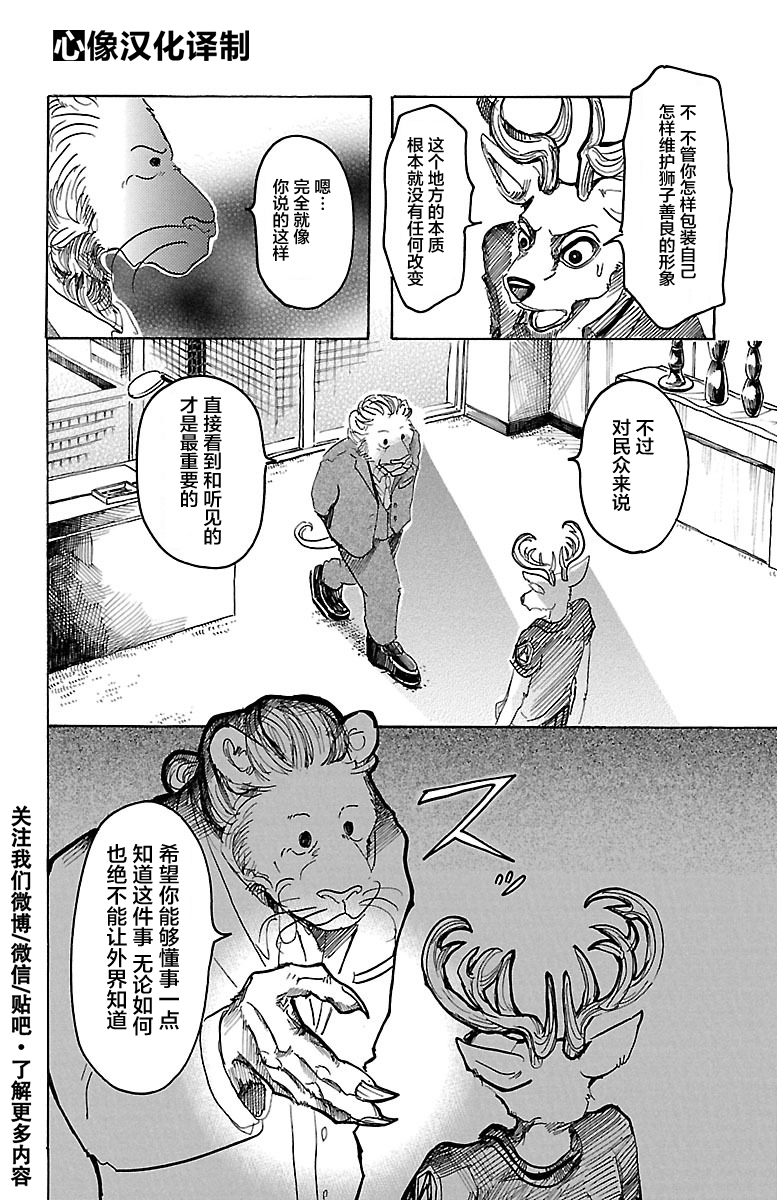 心像汉化译制
不 不管你怎样包装自己
怎样维护狮子善良的形象
这个地方的本质
根本就没有任何改变
嗯…
完全就像
你说的这样
不过
对民众来说
直接看到和听见的
才是最重要的
希望你能够懂事一点
知道这件事 无论如何
也绝不能让外界知道
关注我们微博/微信/贴吧·了解更多内容